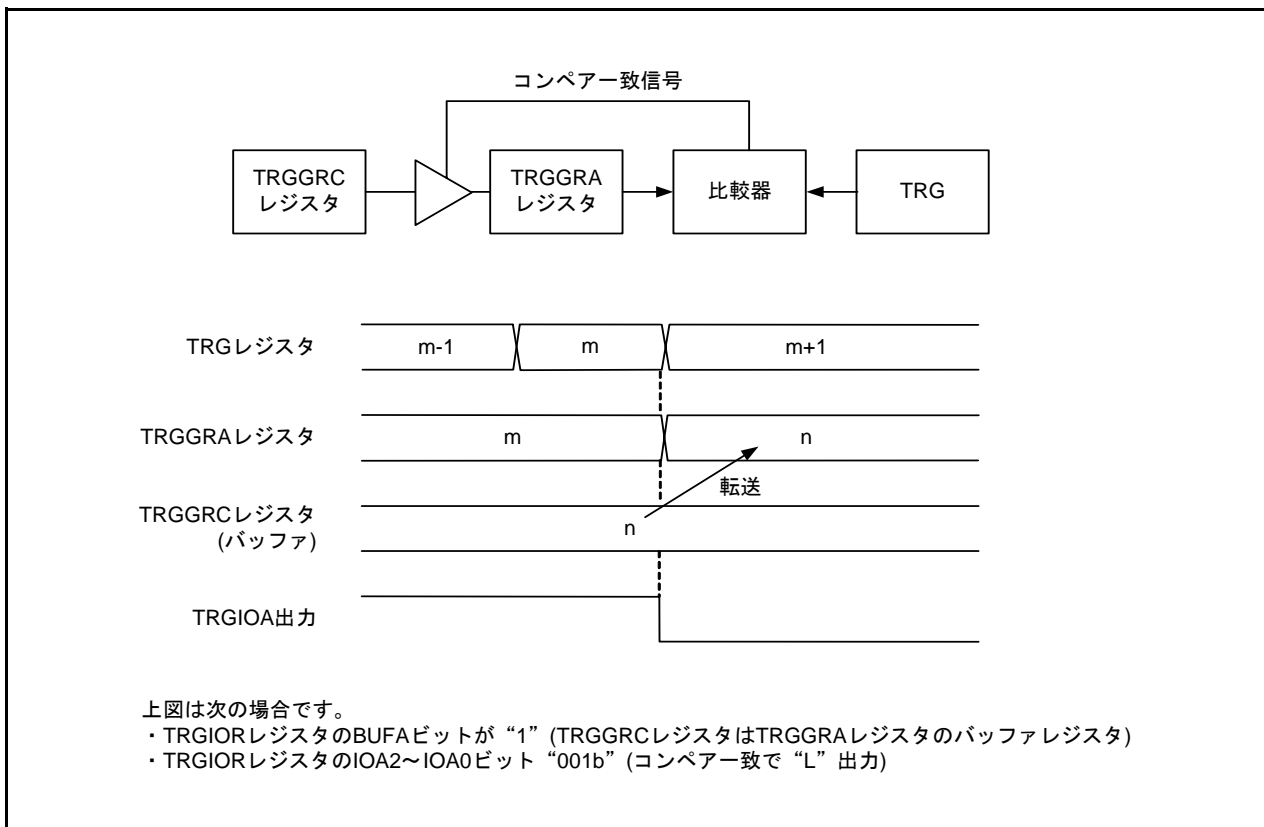 コンペアー致信号
TRGGRC
レジスタ
TRGGRA
レジスタ
比較器
TRG
TRGレジスタ
m-1
m
m+1
TRGGRAレジスタ
m
n
転送
TRGGRCレジスタ
(バッファ)
n
TRGIOA出力
上図は次の場合です。
・TRGIORレジスタのBUFAビットが“1”(TRGGRCレジスタはTRGGRAレジスタのバッファレジスタ)
・TRGIORレジスタのIOA2～IOA0ビット“001b”(コンペアー致で“L”出力)